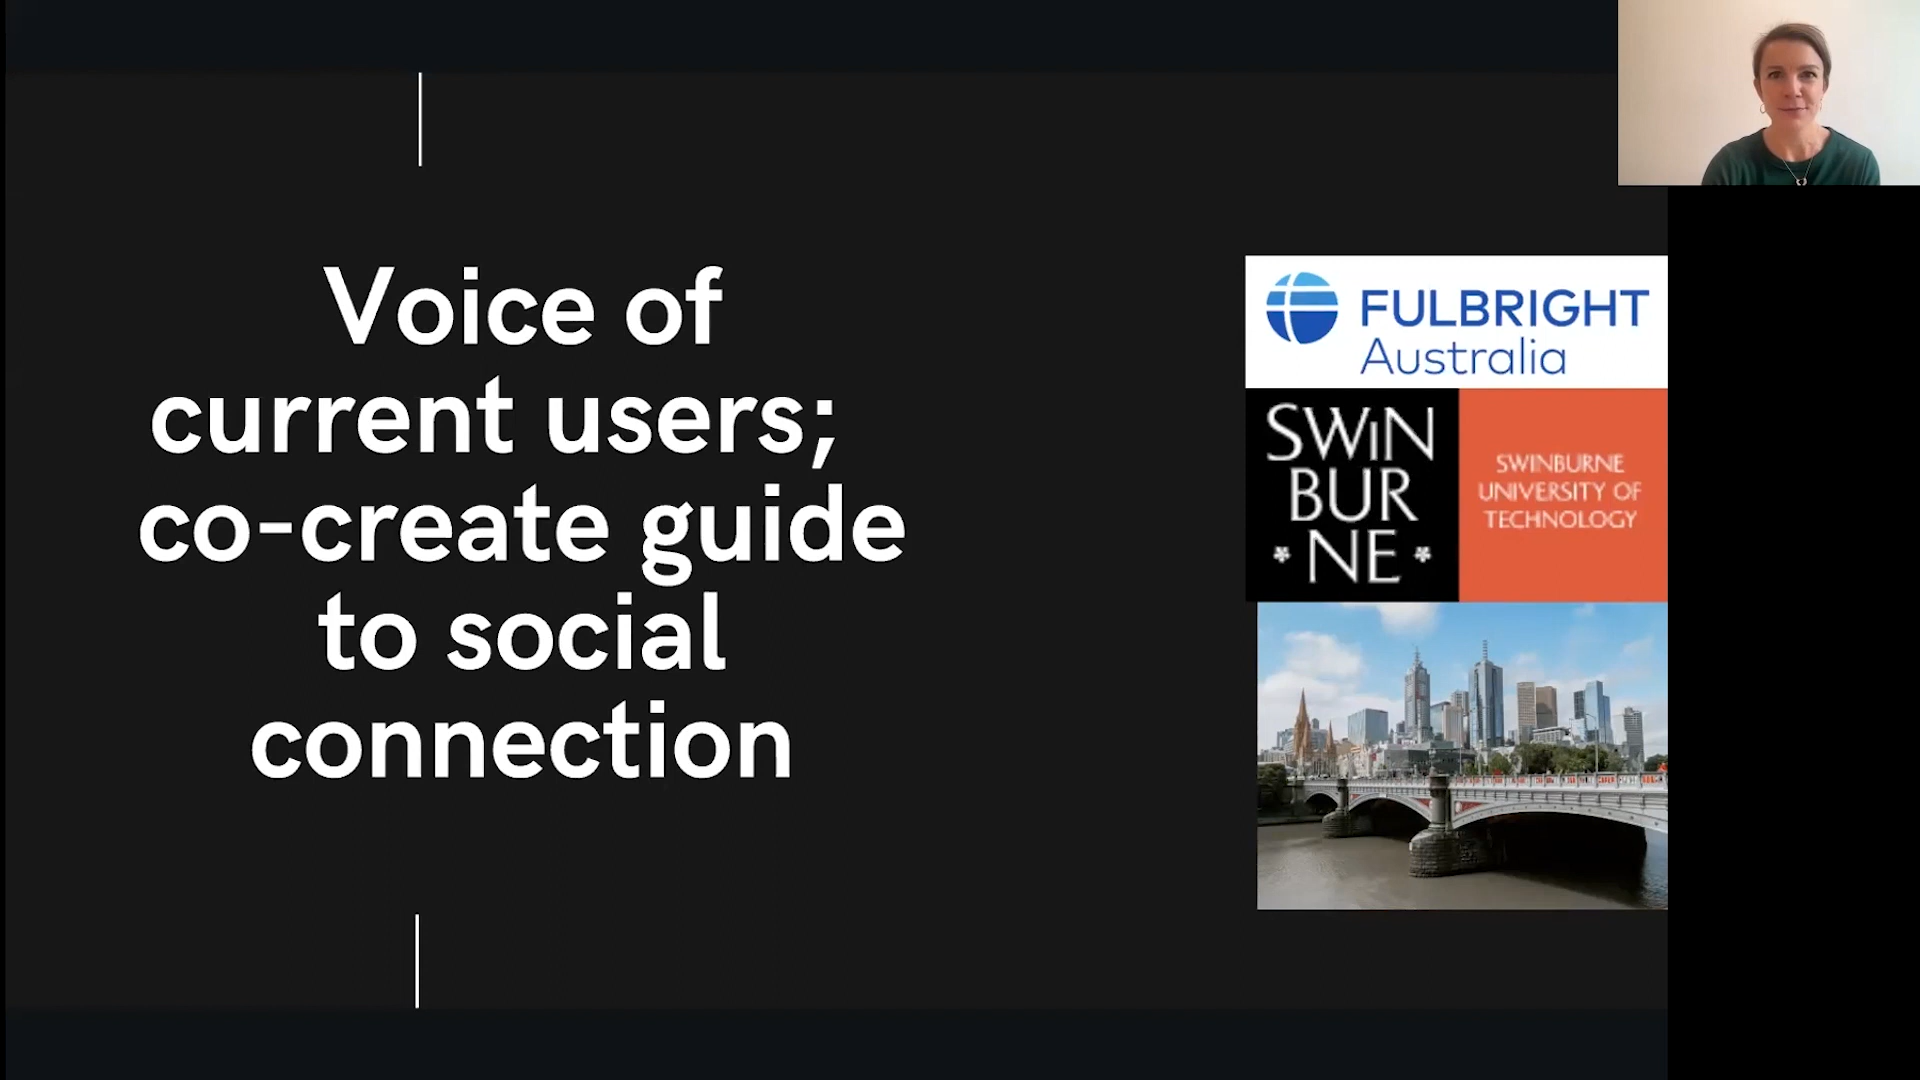 Voice of
current users;
co-create guide
to social
connection
FULBRIGHT
Australia
SWIN
BUR
NE
SWINBURNE
UNIVERSITY OF
TECHNOLOGY